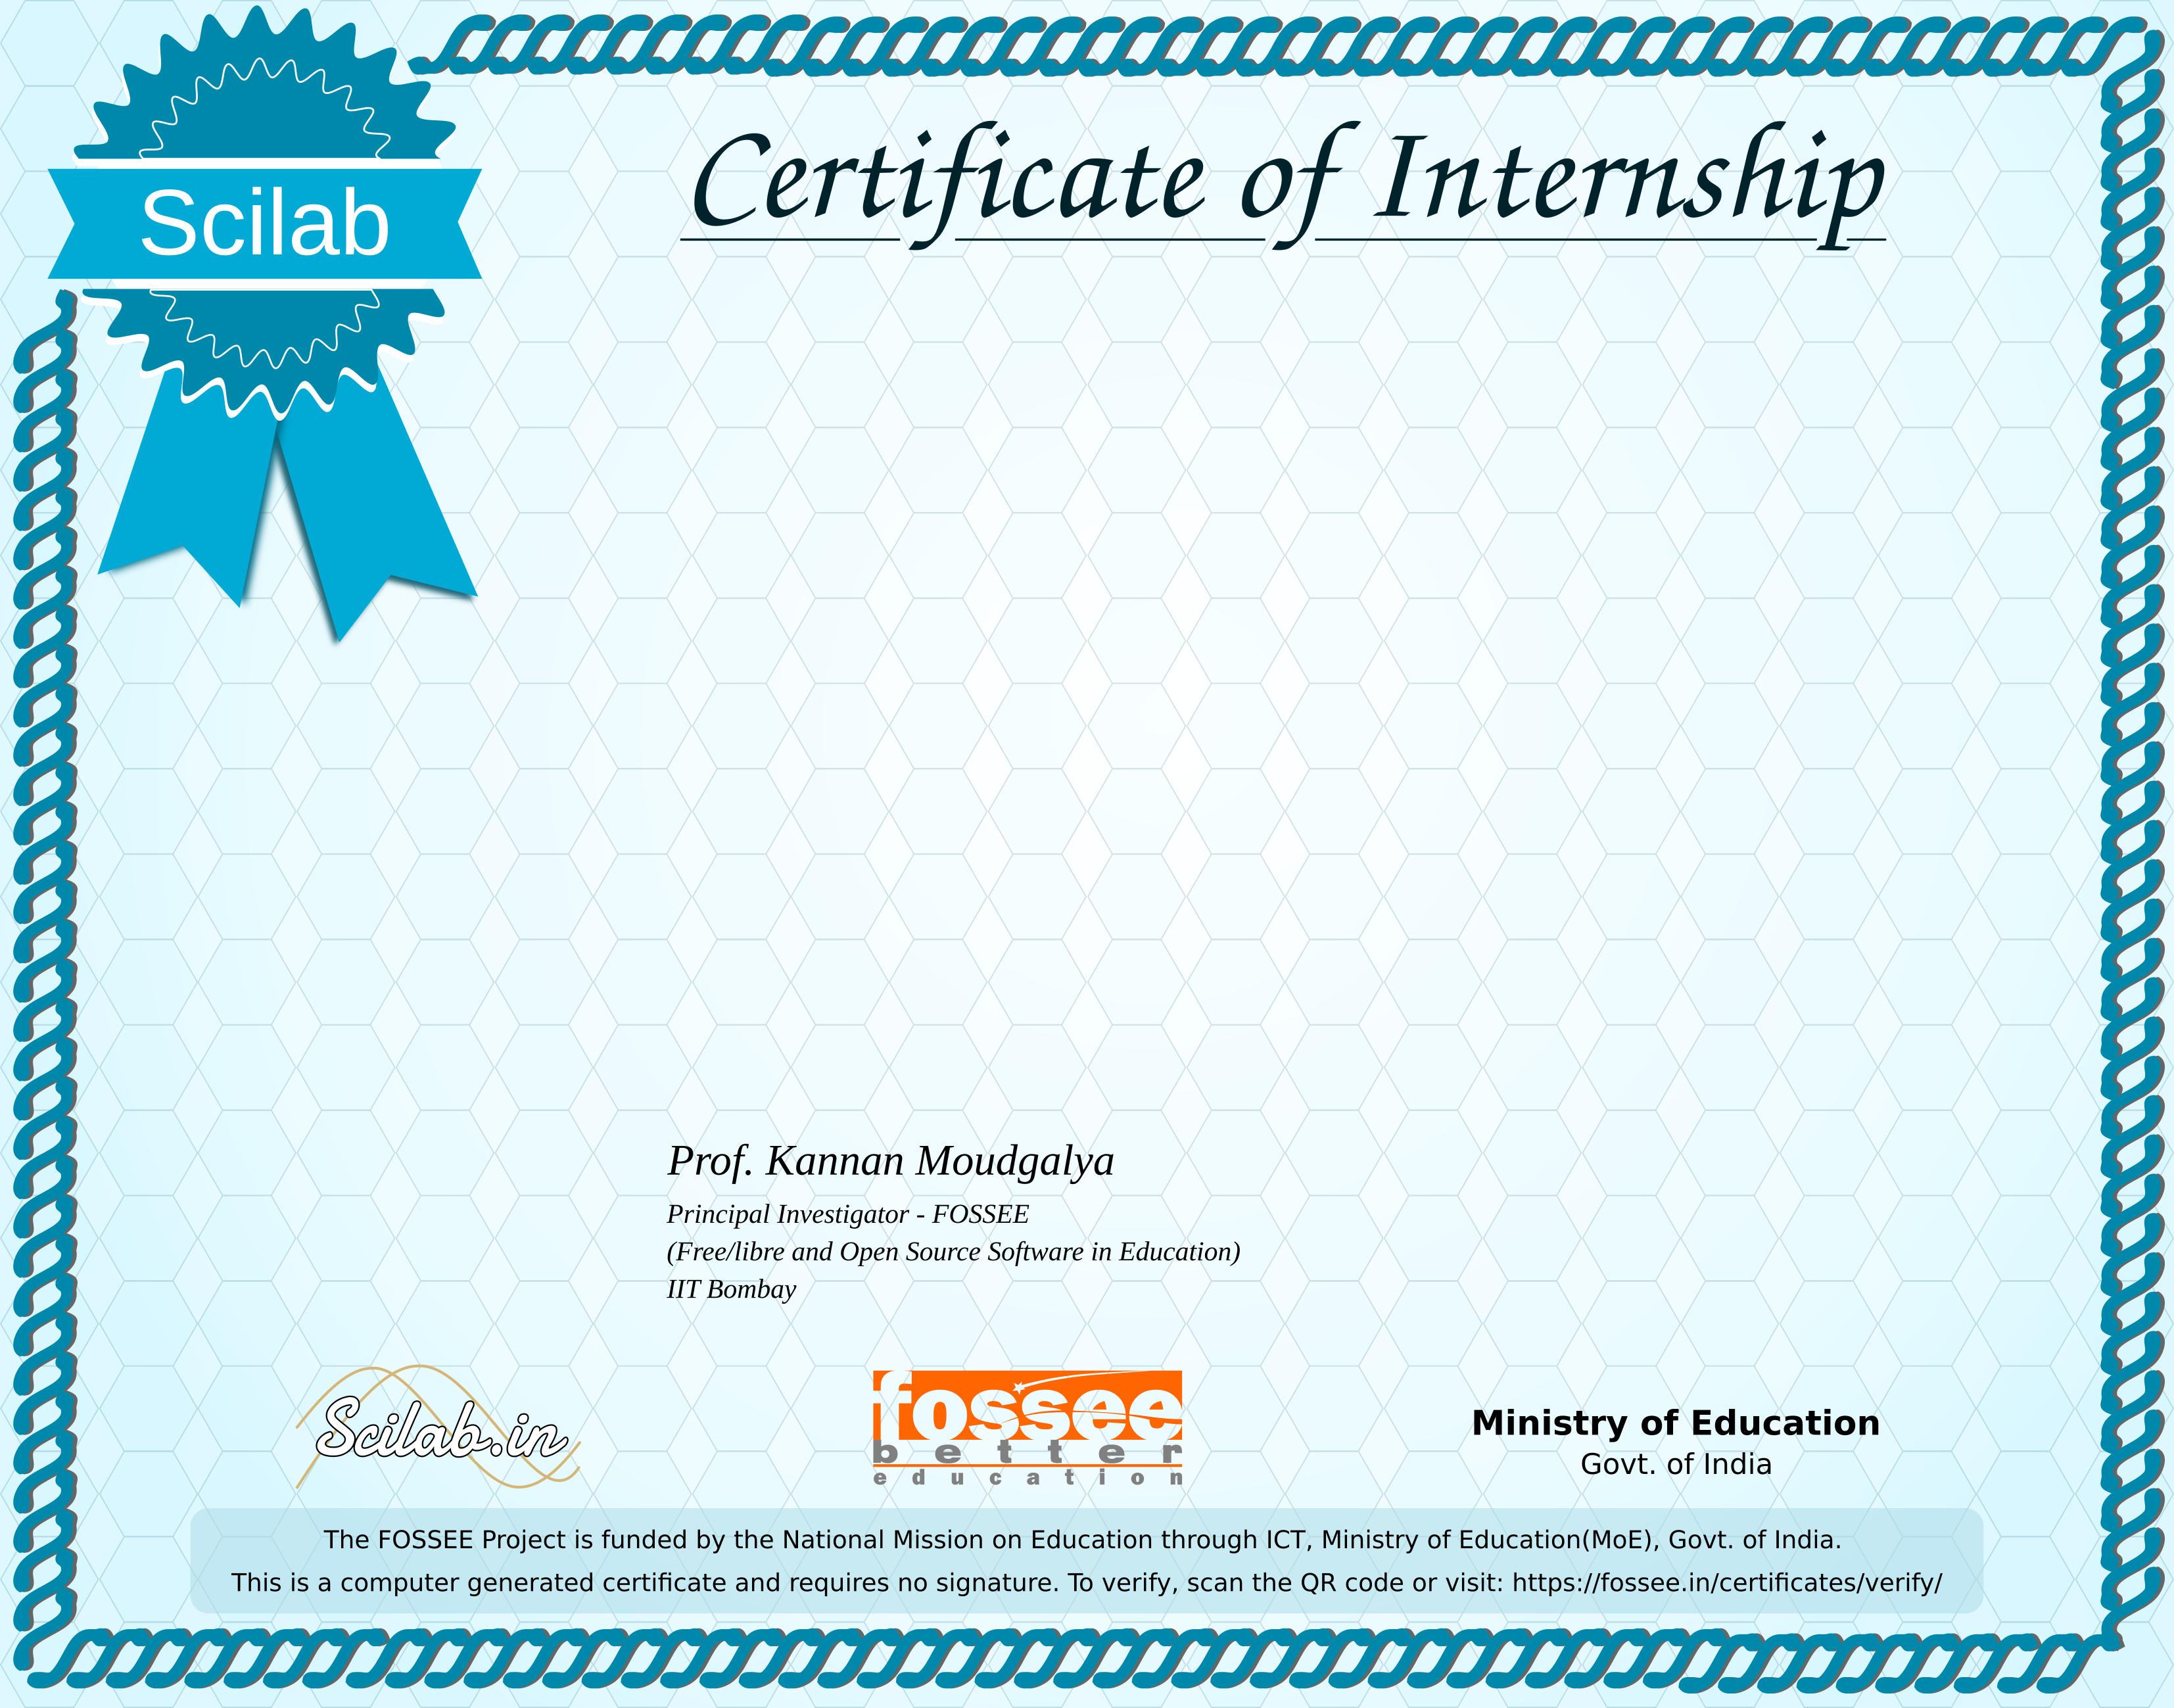 Scilab
Certificate of Internship
Prof. Kannan Moudgalya
Principal Investigator - FOSSEE
(Free/libre and Open Source Software in Education)
IIT Bombay
Scilab.in
fossee
better
education
Ministry of Education
Govt. of India
The FOSSEE Project is funded by the National Mission on Education through ICT, Ministry of Education(MoE), Govt. of India.
This is a computer generated certificate and requires no signature. To verify, scan the QR code or visit: https://fossee.in/certificates/verify/